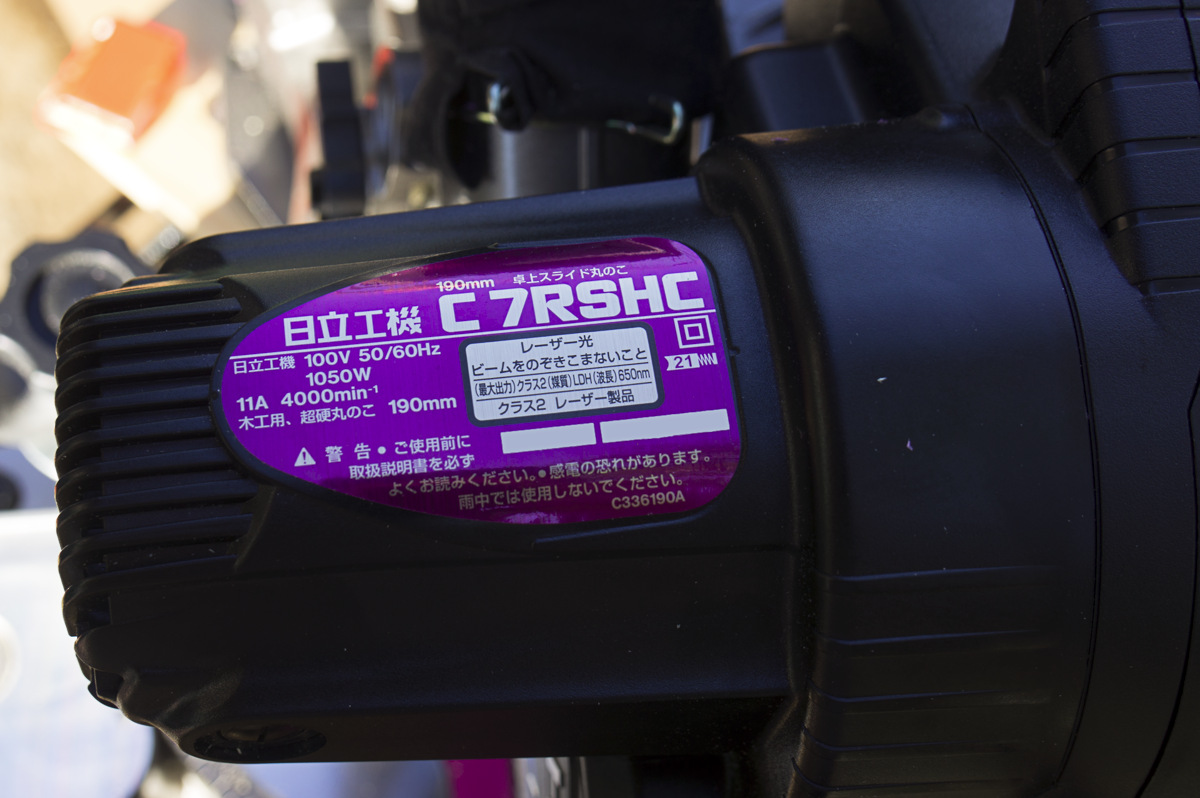 190mm 卓上スライド丸のこ
日立工機 C 7RSHC
日立工機 100V 50/60Hz
1050W
11A 4000min⁻¹
木工用、超硬丸のこ 190mm
レーザー光
ビームをのぞきこまないこと
(最大出力)クラス2(媒質)LDH(波長)650nm
クラス2 レーザー製品
21
警告 • ご使用前に
取扱説明書を必ず
よくお読みください。• 感電の恐れがあります。
雨中では使用しないでください。
C336190A